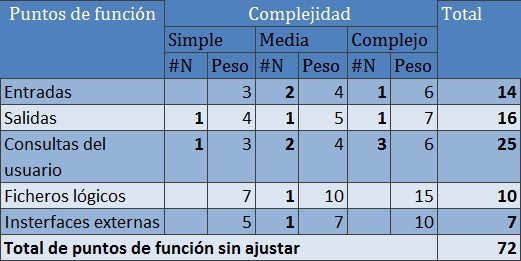 Puntos de función Complejidad Total
Simple Media Complejo
#N Peso #N Peso #N Peso
Entradas 3 2 4 1 6 14
Salidas 1 4 1 5 1 7 16
Consultas del 1 3 2 4 3 6 25
usuario
Ficheros lógicos 7 1 10 15 10
Insterfaces externas 5 1 7 10 7
Total de puntos de función sin ajustar 72